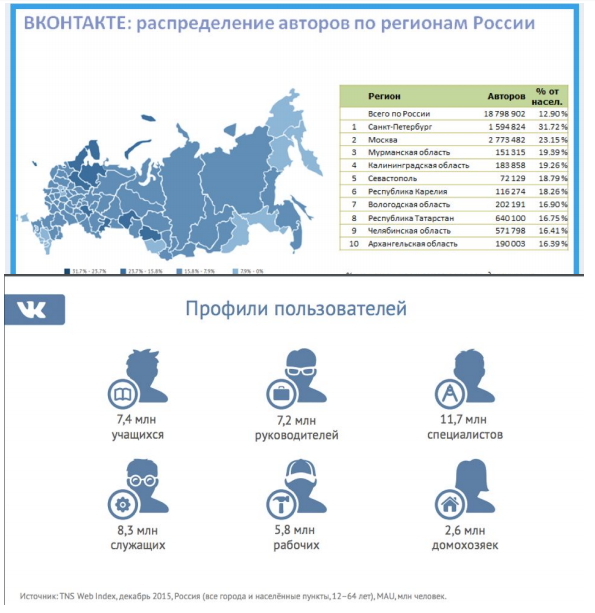 ВКОНТАКТЕ: распределение авторов по регионам России
Регион Авторов % от насел.
Всего по России 18 798 902 12.90%
1 Санкт-Петербург 1 594 824 31.72%
2 Москва 2 773 482 23.15%
3 Мурманская область 151 315 19.39%
4 Калининградская область 183 858 19.26%
5 Севастополь 72 129 18.79%
6 Республика Карелия 116 274 18.26%
7 Вологодская область 202 191 16.90%
8 Республика Татарстан 640 100 16.75%
9 Челябинская область 571 798 16.41%
10 Архангельская область 190 003 16.39%
31,7% - 23,7% 23,7% - 15,8% 15,8% - 7,9% 7,9% - 0%
Профили пользователей
7,4 млн
учащихся
7,2 млн
руководителей
11,7 млн
специалистов
8,3 млн
служащих
5,8 млн
рабочих
2,6 млн
домохозяек
Источник: TNS Web Index, декабрь 2015, Россия (все города и населённые пункты, 12–64 лет), MAU, млн человек.